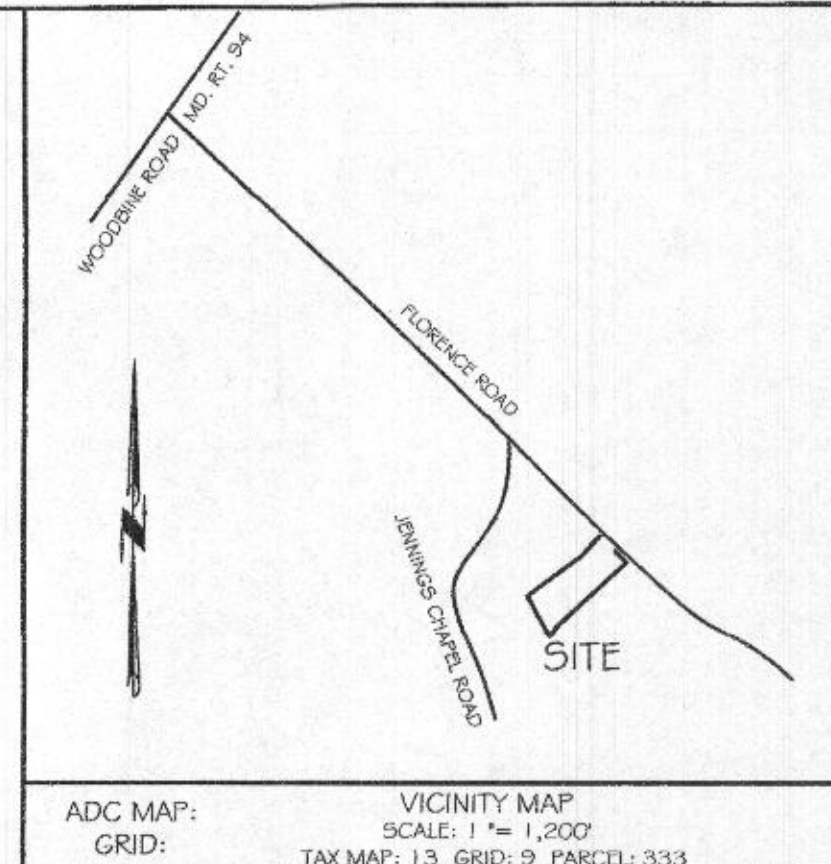 MD. RT. 94
WOODBINE ROAD
FLORENCE ROAD
JENNINGS CHAPEL ROAD
SITE
ADC MAP:
GRID:
VICINITY MAP
SCALE: 1 "= 1,200'
TAX MAP: 13 GRID: 9 PARCEL: 333